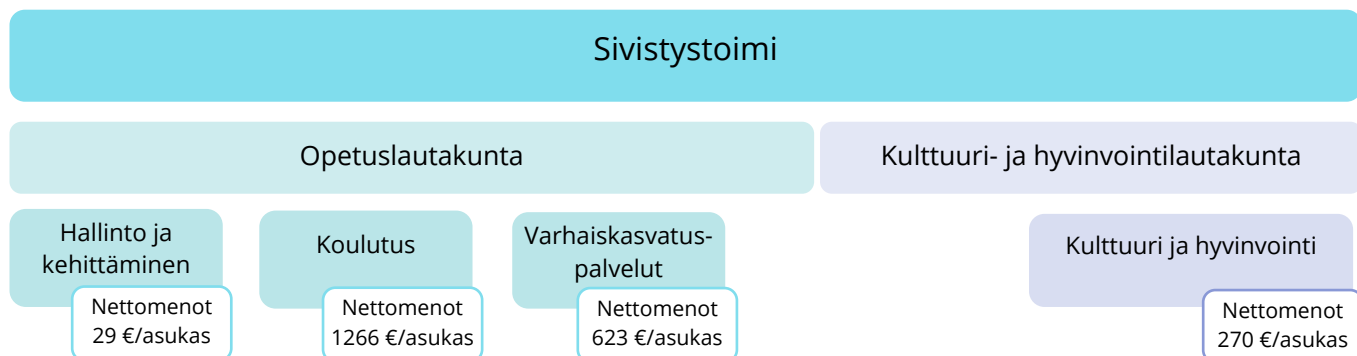 Sivistystoimi
Opetuslautakunta
Kulttuuri- ja hyvinvointilautakunta
Hallinto ja
kehittäminen
Nettomenot
29 €/asukas
Koulutus
Nettomenot
1266 €/asukas
Varhaiskasvatus-
palvelut
Nettomenot
623 €/asukas
Kulttuuri ja hyvinvointi
Nettomenot
270 €/asukas